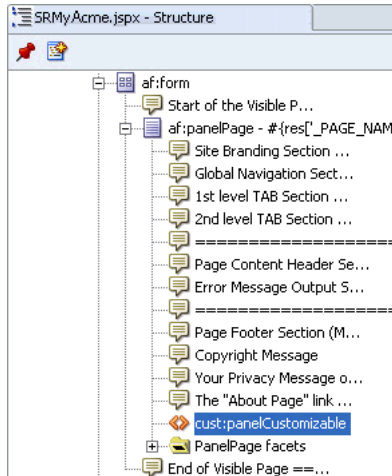 SRMyAcme.jspx - Structure
af:form
Start of the Visible P...
af:panelPage - #{res['_PAGE_NAM
Site Branding Section ...
Global Navigation Sect...
1st level TAB Section ...
2nd level TAB Section ...
====================
Page Content Header Se...
Error Message Output S...
====================
Page Footer Section (M...
Copyright Message
Your Privacy Message o...
The "About Page" link ...
cust:panelCustomizable
PanelPage facets
End of Visible Page ==...